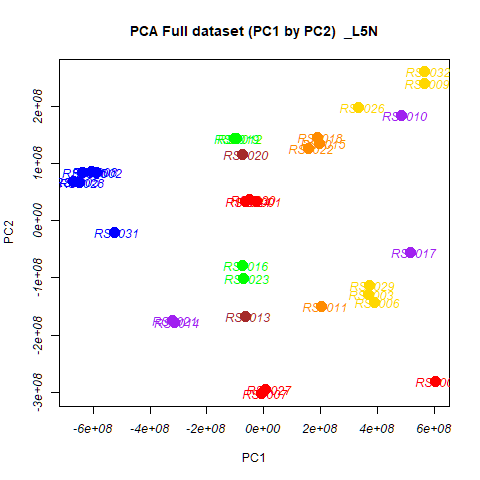 PCA Full dataset (PC1 by PC2) _L5N
RS032
RS009
RS026
RS010
RS018
RS015
RS022
RS020
RS031
RS016
RS023
RS017
RS029
RS003
RS006
RS011
RS013
RS014
RS027
RS007
PC2
-3e+08
-2e+08
-1e+08
0e+00
1e+08
2e+08
-6e+08
-4e+08
-2e+08
0e+00
2e+08
4e+08
6e+08
PC1